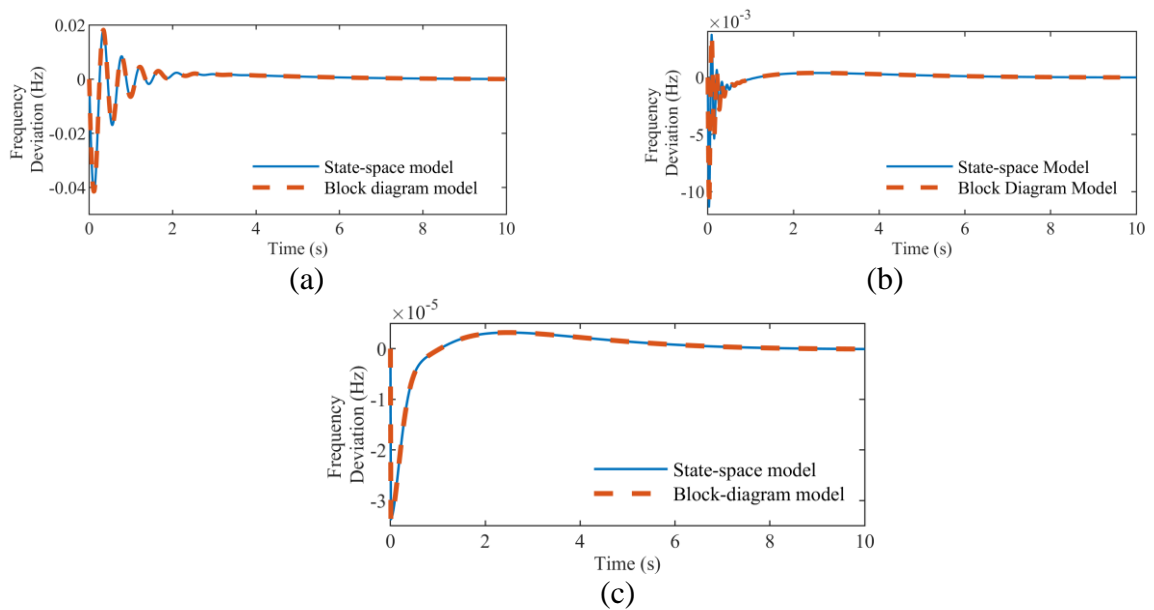 0.02
0
-0.02
-0.04
Frequency
Deviation (Hz)
State-space model
Block diagram model
0 2 4 6 8 10
Time (s)
(a)
×10-3
0
-5
-10
Frequency
Deviation (Hz)
State-space Model
Block Diagram Model
0 2 4 6 8 10
Time (s)
(b)
×10-5
0
-1
-2
-3
Frequency
Deviation (Hz)
State-space model
Block-diagram model
0 2 4 6 8 10
Time (s)
(c)